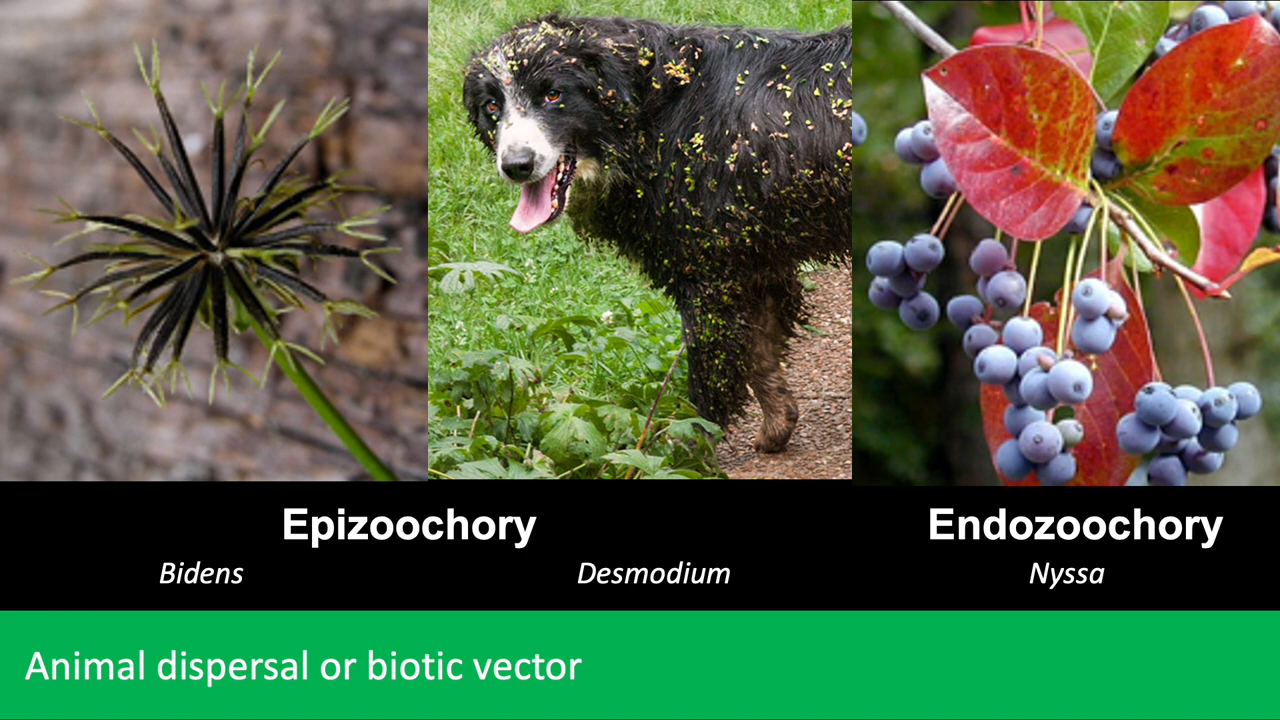 Epizoochory
Endozoochory
Bidens
Desmodium
Nyssa
Animal dispersal or biotic vector